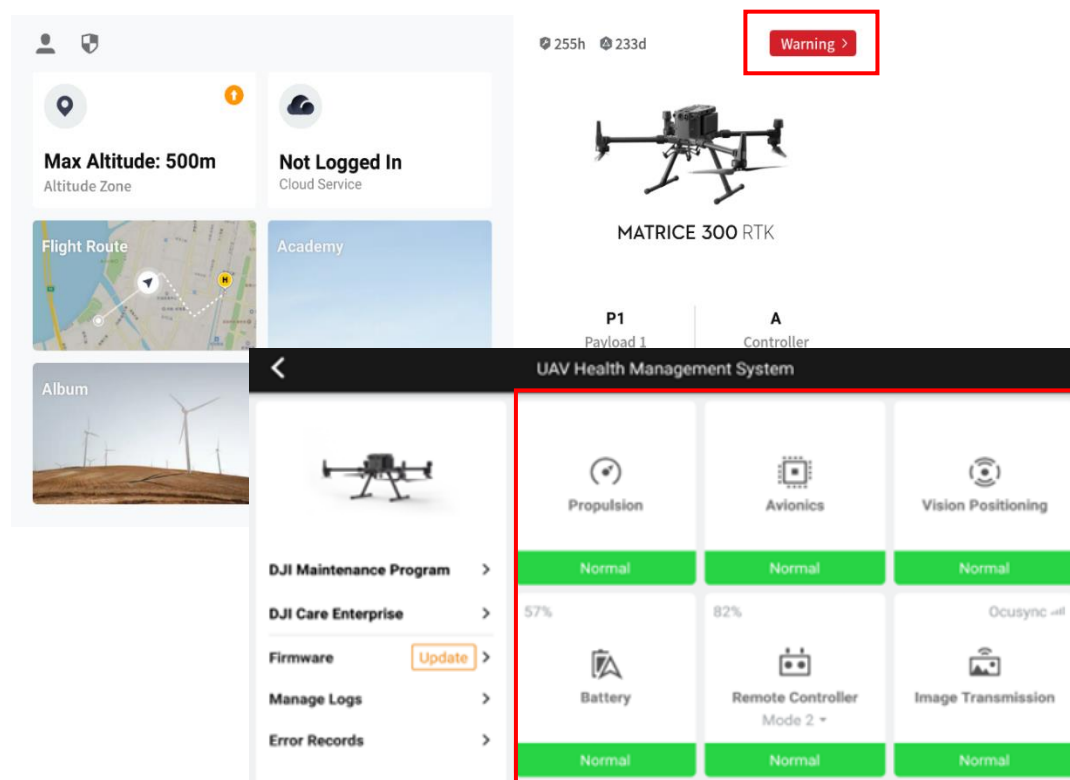 255h 233d Warning >
Max Altitude: 500m
Altitude Zone
Not Logged In
Cloud Service
Flight Route
H
Academy
Album
MATRICE 300 RTK
P1
Payload 1
A
Controller
UAV Health Management System
DJI Maintenance Program >
DJI Care Enterprise >
Firmware Update >
Manage Logs >
Error Records >
Propulsion
Normal
Avionics
Normal
Vision Positioning
Normal
57%
Battery
Normal
82%
Remote Controller
Mode 2
Normal
Ocusync
Image Transmission
Normal